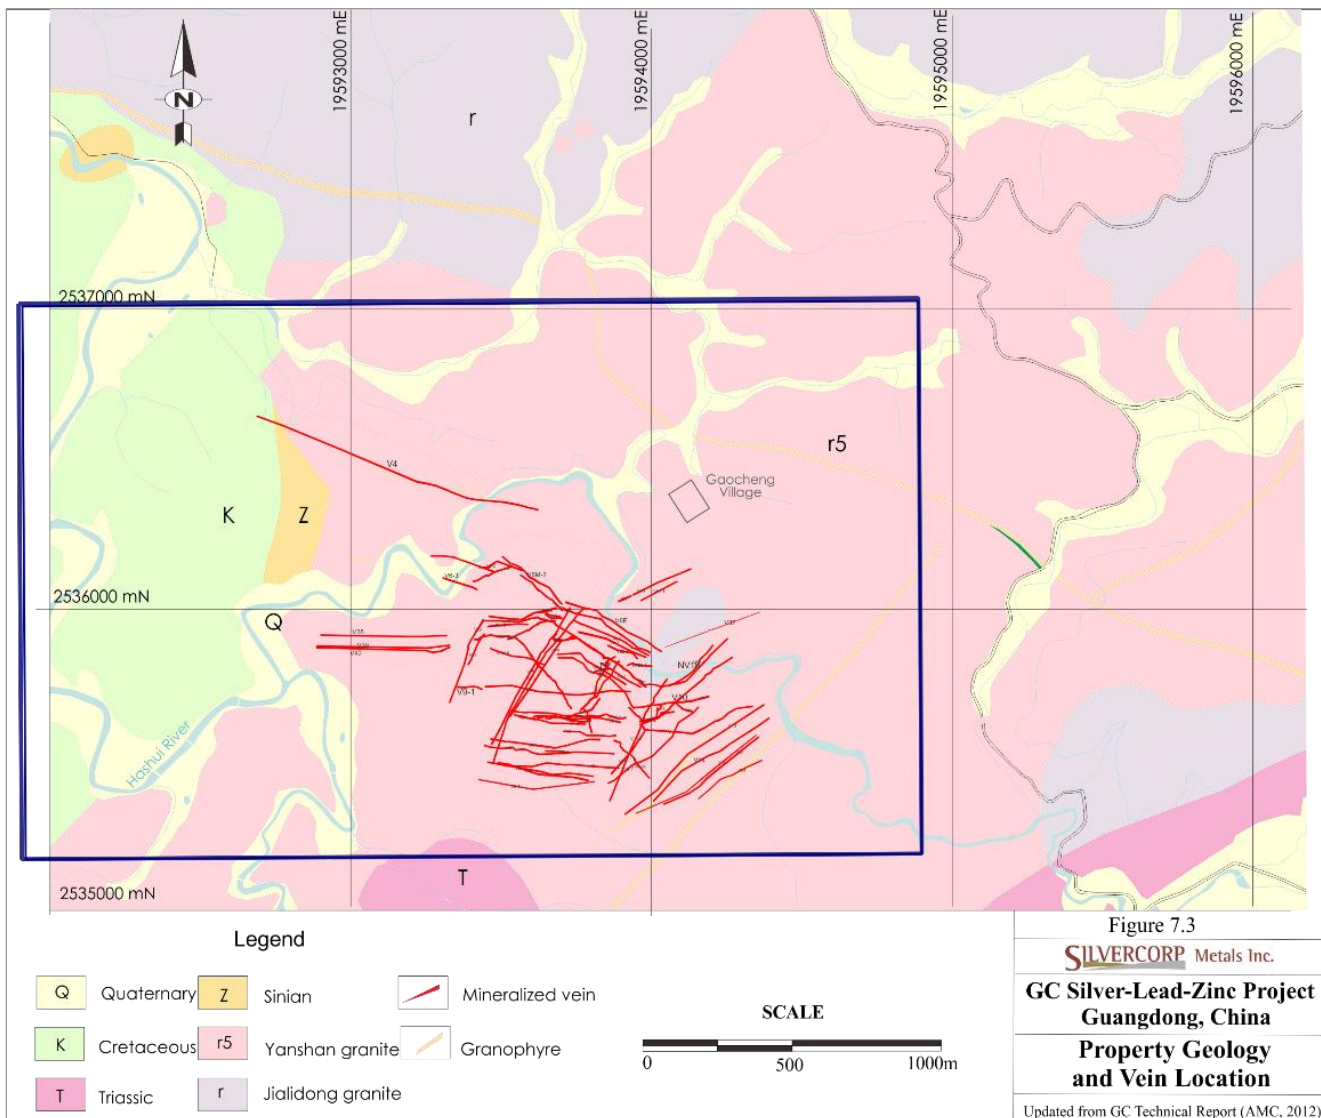 19593000 mE
19594000 mE
19595000 mE
19596000 mE
N
r
2537000 mN
r5
V4
Gaocheng
Village
K
Z
2536000 mN
Q
V9-1
NV10
Hashui River
T
2535000 mN
Legend
Q Quaternary
Z Sinian
Mineralized vein
K Cretaceous
r5 Yanshan granite
Granophyre
T Triassic
r Jialidong granite
SCALE
0 500 1000m
Figure 7.3
SILVERCORP Metals Inc.
GC Silver-Lead-Zinc Project
Guangdong, China
Property Geology
and Vein Location
Updated from GC Technical Report (AMC, 2012)